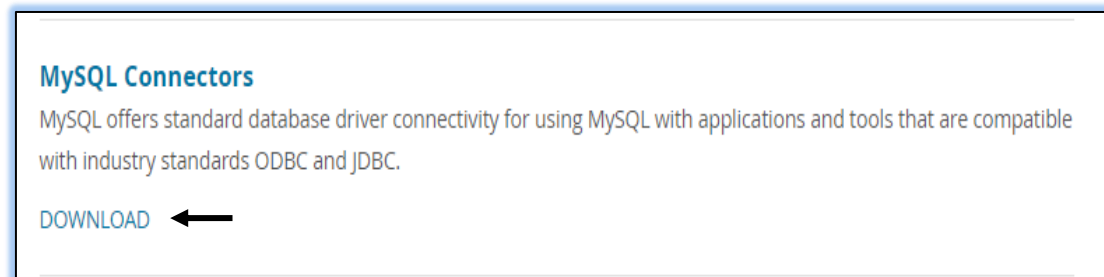 MySQL Connectors
MySQL offers standard database driver connectivity for using MySQL with applications and tools that are compatible
with industry standards ODBC and JDBC.
DOWNLOAD